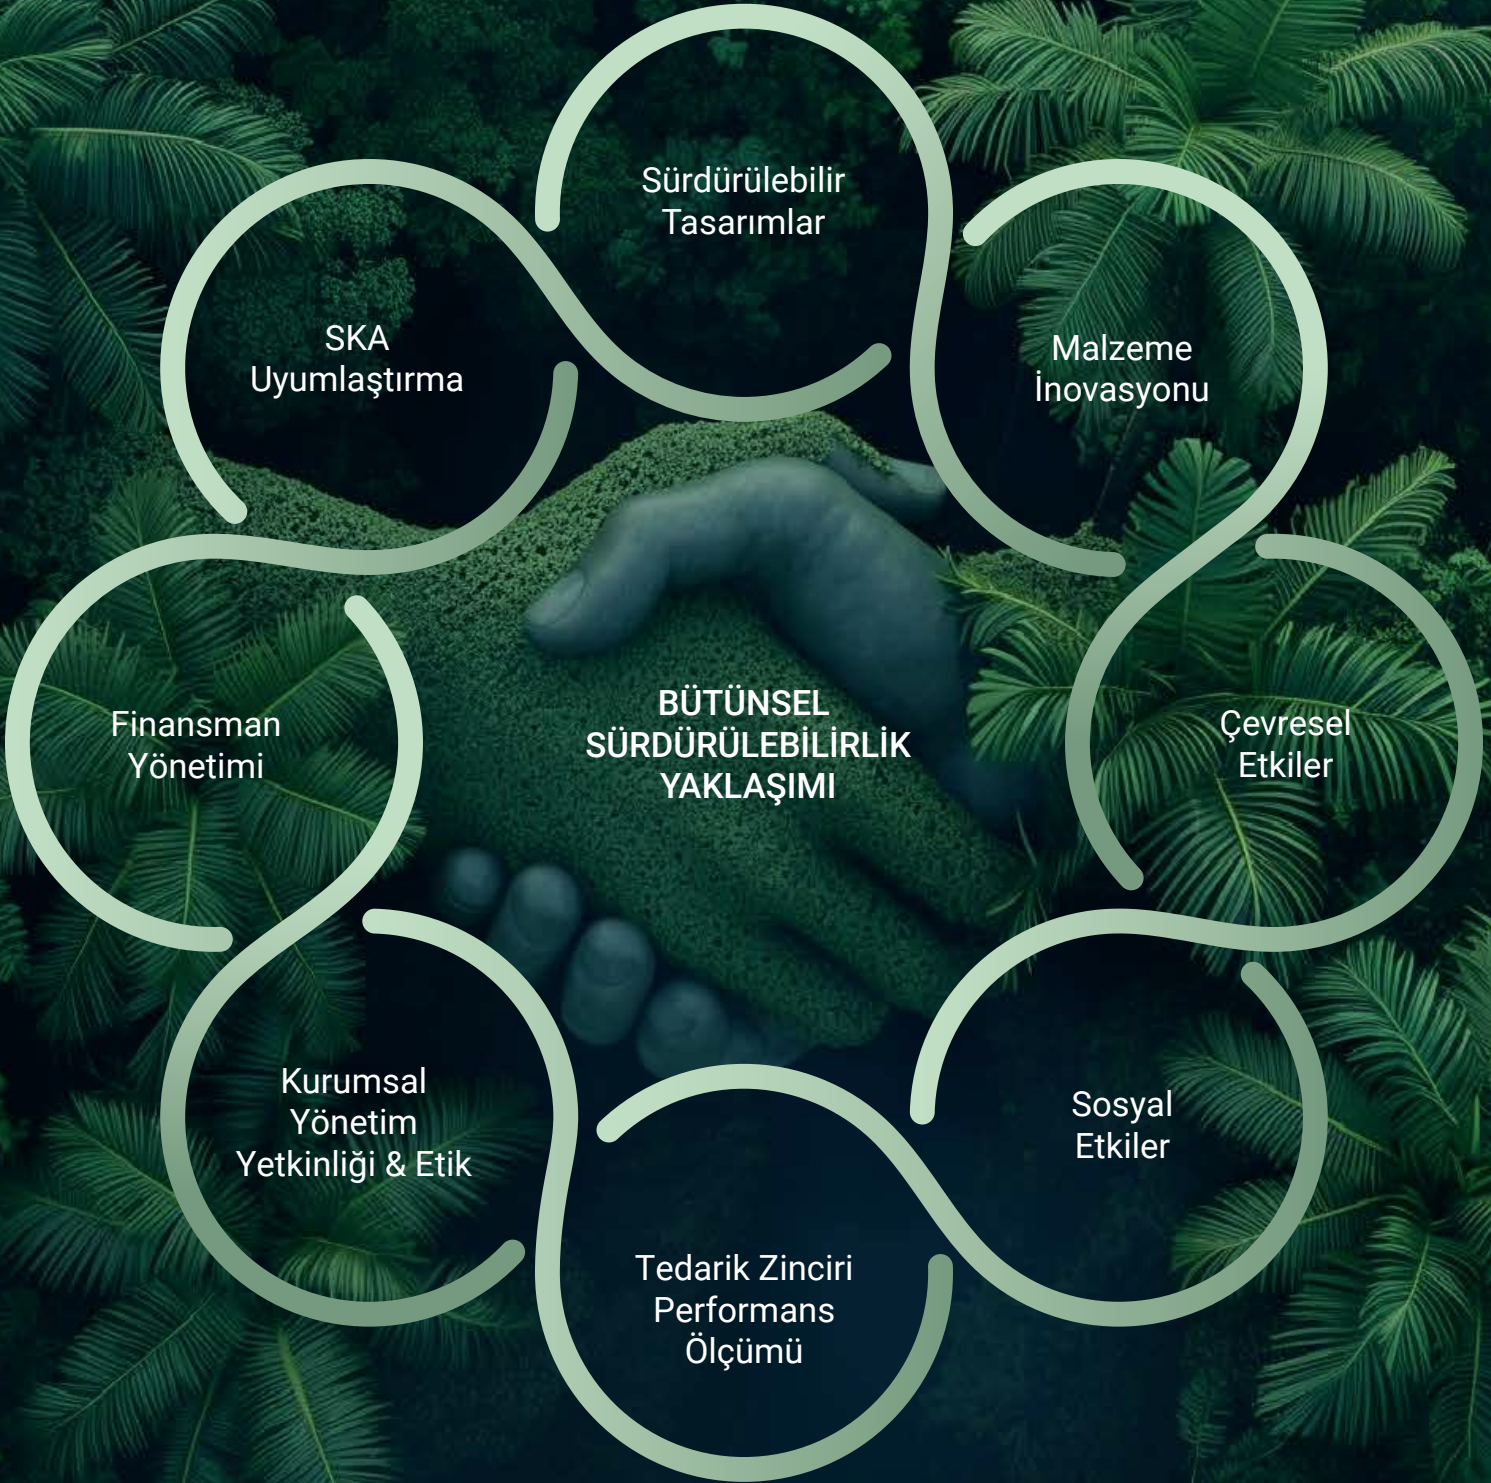 Sürdürülebilir
Tasarımlar
Malzeme
İnovasyonu
Çevresel
Etkiler
Sosyal
Etkiler
Tedarik Zinciri
Performans
Ölçümü
Kurumsal
Yönetim
Yetkinliği & Etik
Finansman
Yönetimi
SKA
Uyumlaştırma
BÜTÜNSEL
SÜRDÜRÜLEBİLİRLİK
YAKLAŞIMI